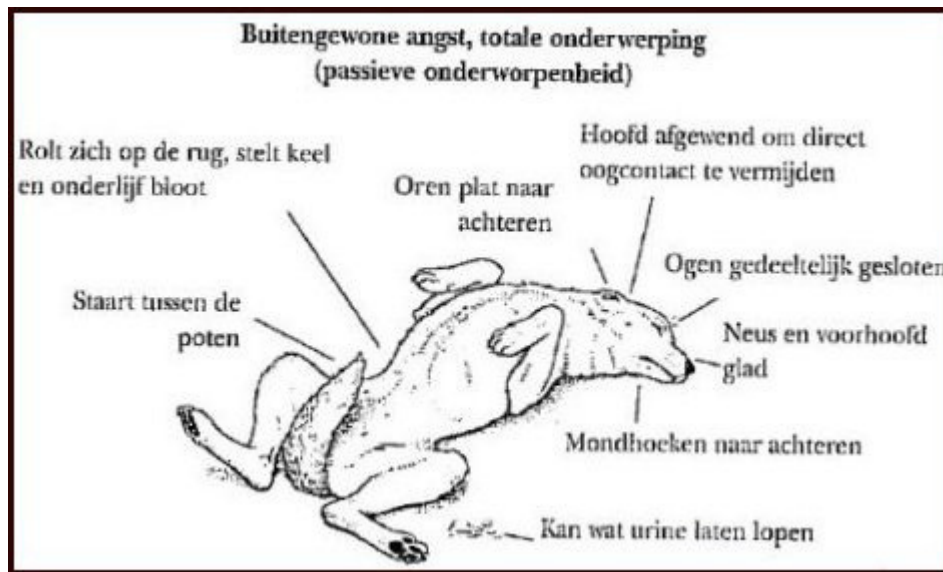 Buitengewone angst, totale onderwerping
(passieve onderworpenheid)
Rolt zich op de rug, stelt keel
en onderlijf bloot
Oren plat naar
achteren
Hoofd afgewend om direct
oogcontact te vermijden
Ogen gedeeltelijk gesloten
Staart tussen de
poten
Neus en voorhoofd
glad
Mondhoeken naar achteren
Kan wat urine laten lopen